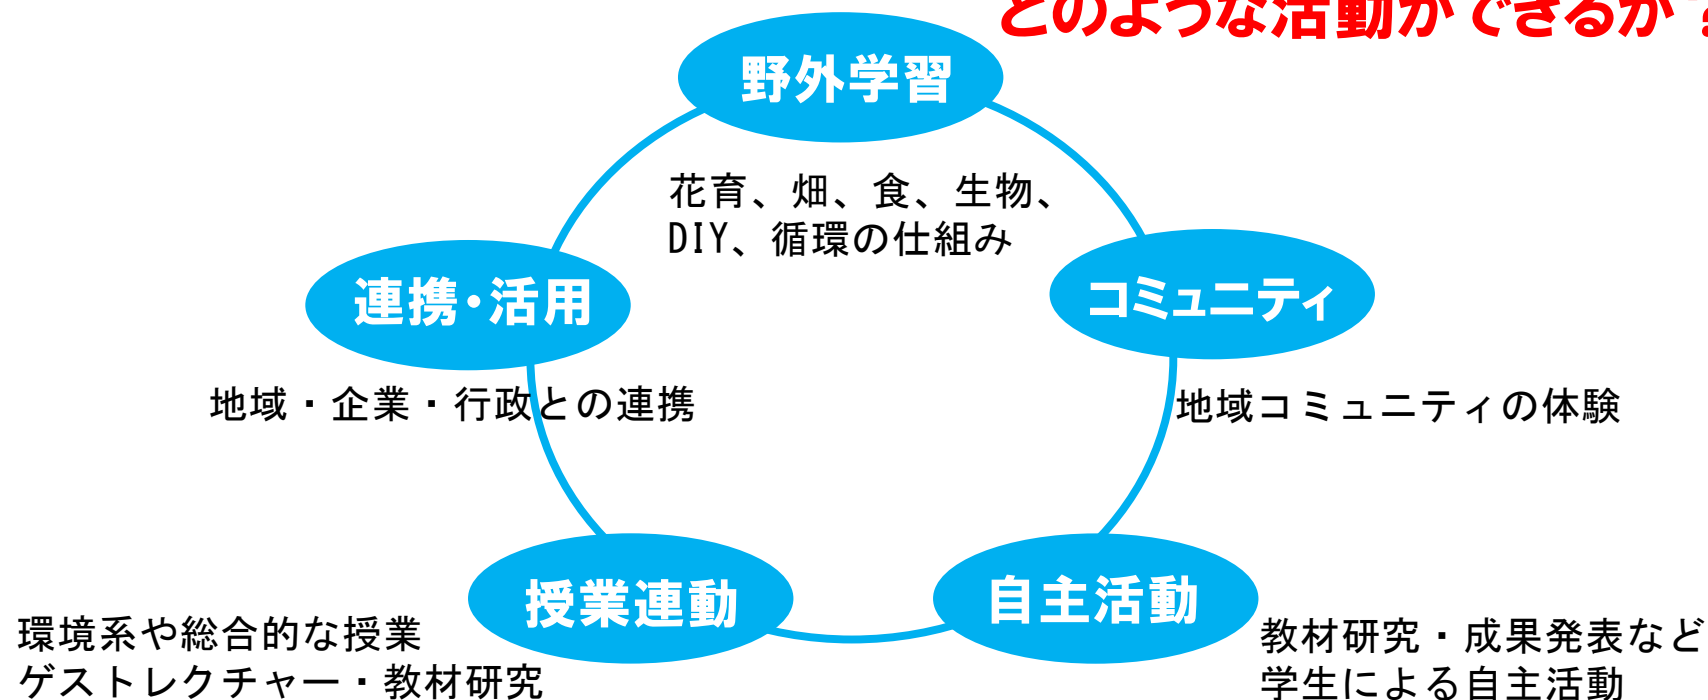 どのような活動ができるか？
野外学習
花育、畑、食、生物、
DIY、循環の仕組み
連携・活用
コミュニティ
地域・企業・行政との連携
地域コミュニティの体験
授業連動
自主活動
環境系や総合的な授業
ゲストレクチャー・教材研究
教材研究・成果発表など
学生による自主活動